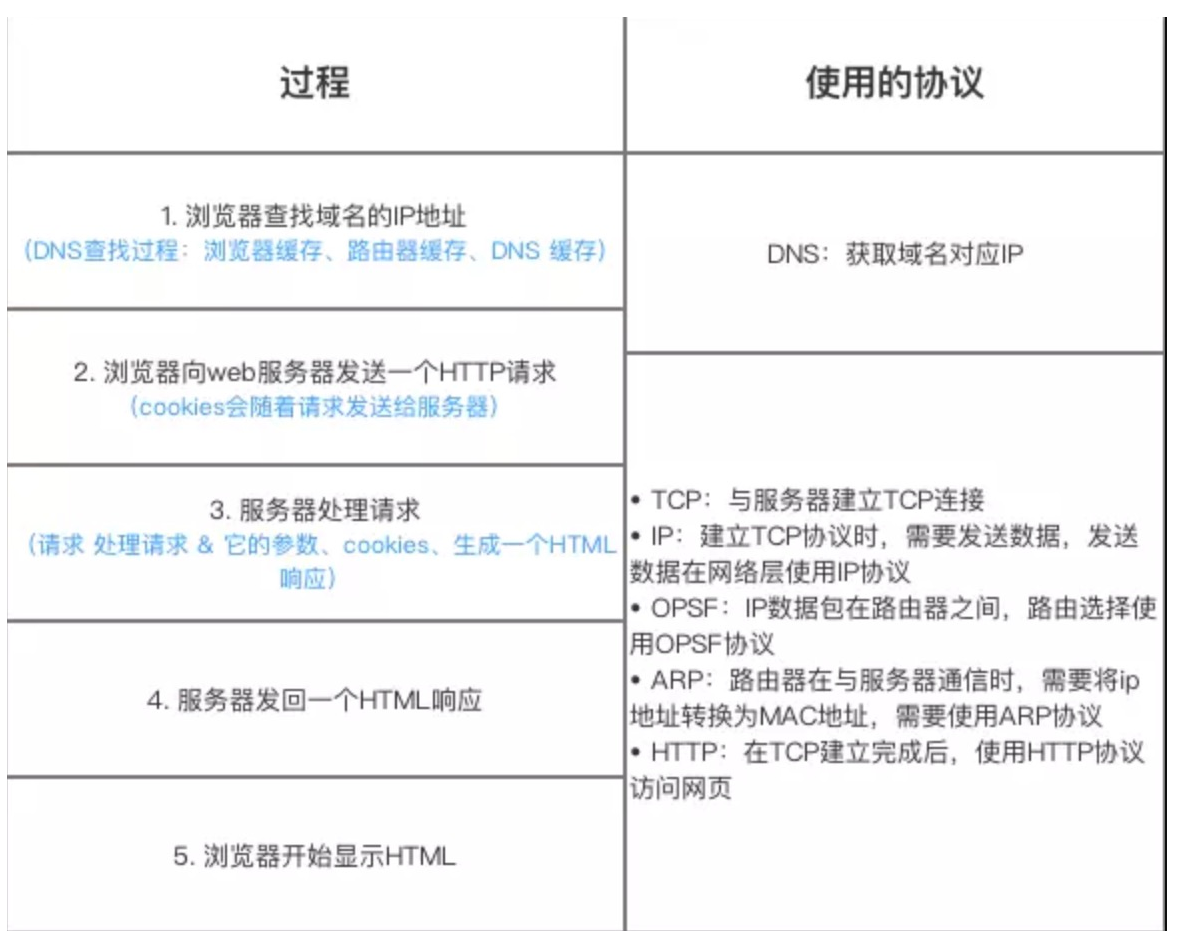 过程
使用的协议
1. 浏览器查找域名的IP地址
（DNS查找过程：浏览器缓存、路由器缓存、DNS 缓存）
DNS：获取域名对应IP
2. 浏览器向web服务器发送一个HTTP请求
（cookies会随着请求发送给服务器）
3. 服务器处理请求
（请求 处理请求 & 它的参数、cookies、生成一个HTML
响应）
4. 服务器发回一个HTML响应
5. 浏览器开始显示HTML
• TCP：与服务器建立TCP连接
• IP：建立TCP协议时，需要发送数据，发送
数据在网络层使用IP协议
• OPSF：IP数据包在路由器之间，路由选择使
用OPSF协议
• ARP：路由器在与服务器通信时，需要将ip
地址转换为MAC地址，需要使用ARP协议
• HTTP：在TCP建立完成后，使用HTTP协议
访问网页